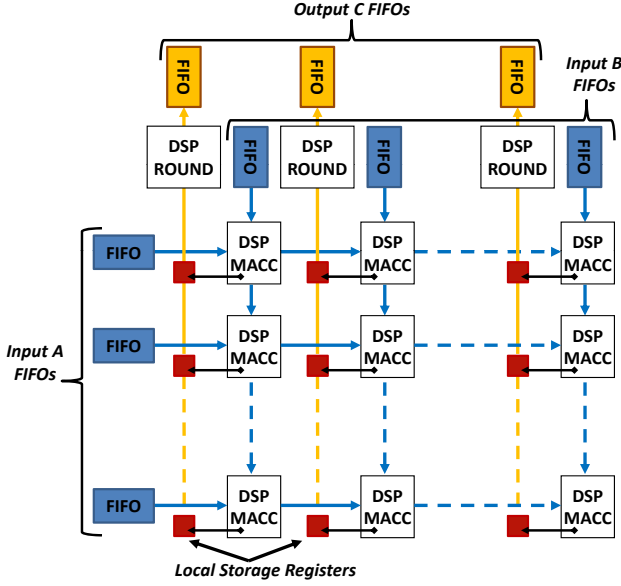 Output C FIFOs
Input B
FIFOs
FIFO
FIFO
FIFO
DSP
ROUND
FIFO
DSP
ROUND
FIFO
DSP
ROUND
FIFO
Input A
FIFOs
FIFO
DSP
MACC
DSP
MACC
DSP
MACC
FIFO
DSP
MACC
DSP
MACC
DSP
MACC
FIFO
DSP
MACC
DSP
MACC
DSP
MACC
Local Storage Registers